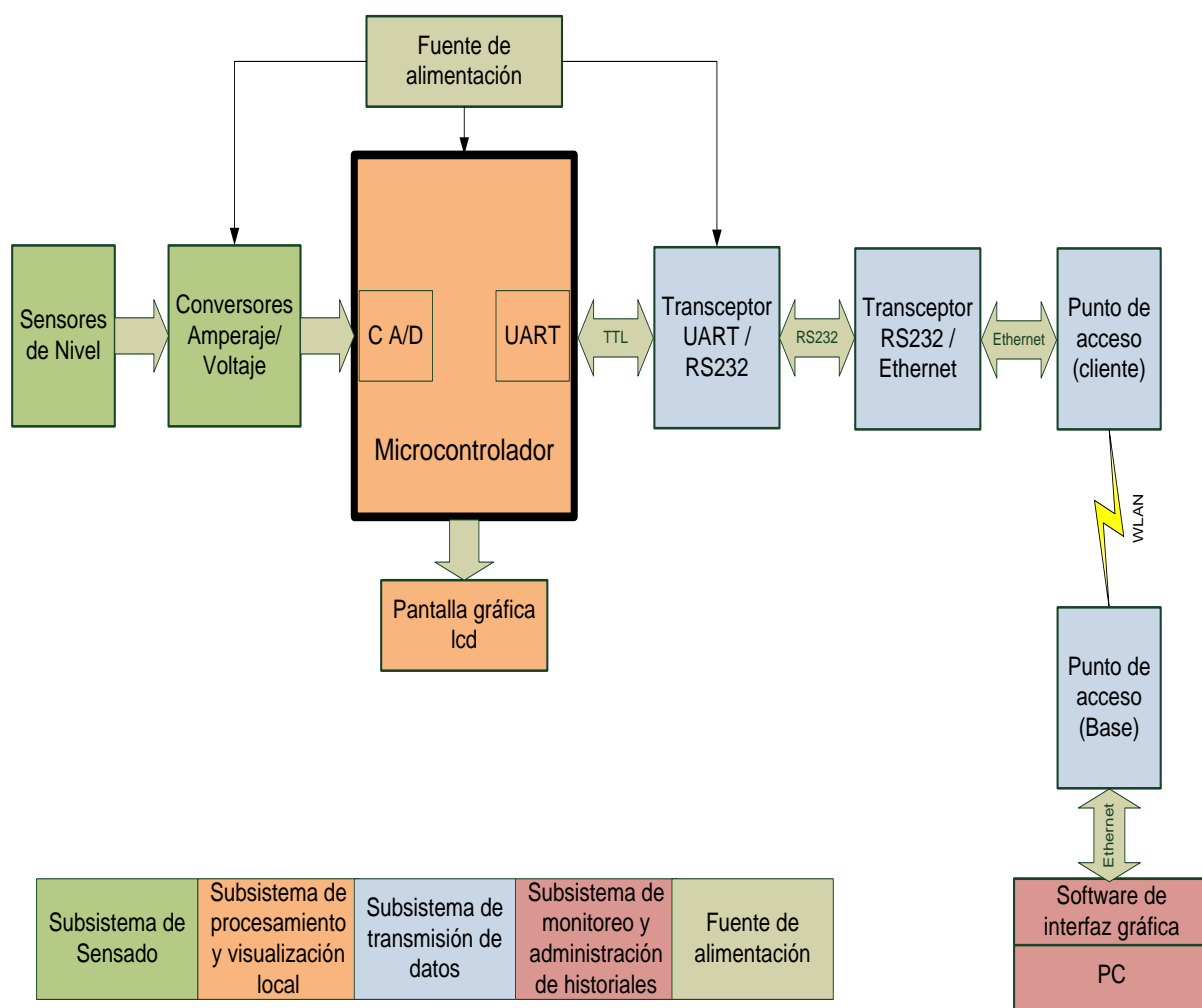 Fuente de
alimentación
Sensores
de Nivel
Conversores
Amperaje/
Voltaje
C A/D
UART
Microcontrolador
TTL
Transceptor
UART /
RS232
RS232
Transceptor
RS232 /
Ethernet
Ethernet
Punto de
acceso
(cliente)
WLAN
Pantalla gráfica
lcd
Punto de
acceso
(Base)
Ethernet
Software de
interfaz gráfica
PC
Subsistema de
Sensado
Subsistema de
procesamiento
y visualización
local
Subsistema de
transmisión de
datos
Subsistema de
monitoreo y
administración
de historiales
Fuente de
alimentación